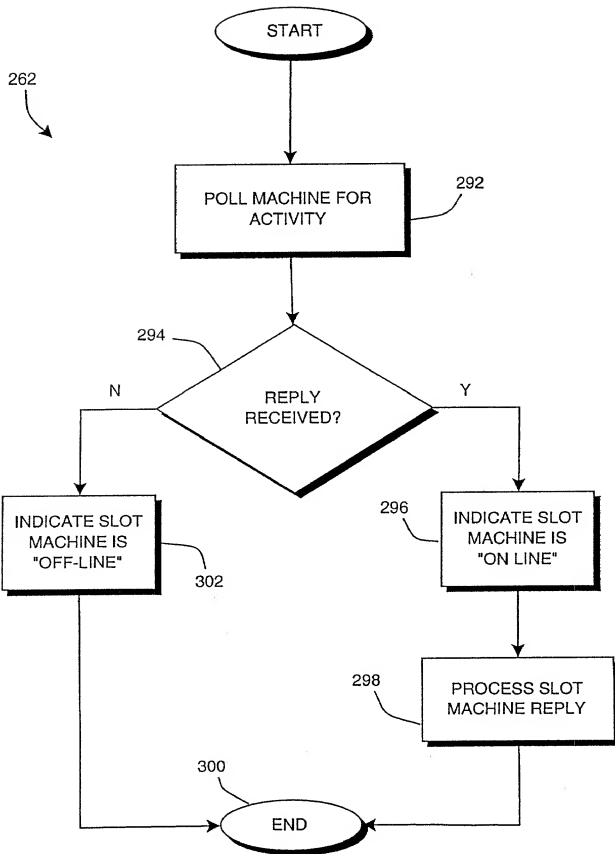 START
262
POLL MACHINE FOR
ACTIVITY
292
294
N
REPLY
RECEIVED?
Y
INDICATE SLOT
MACHINE IS
"OFF-LINE"
302
296
INDICATE SLOT
MACHINE IS
"ON LINE"
298
PROCESS SLOT
MACHINE REPLY
300
END